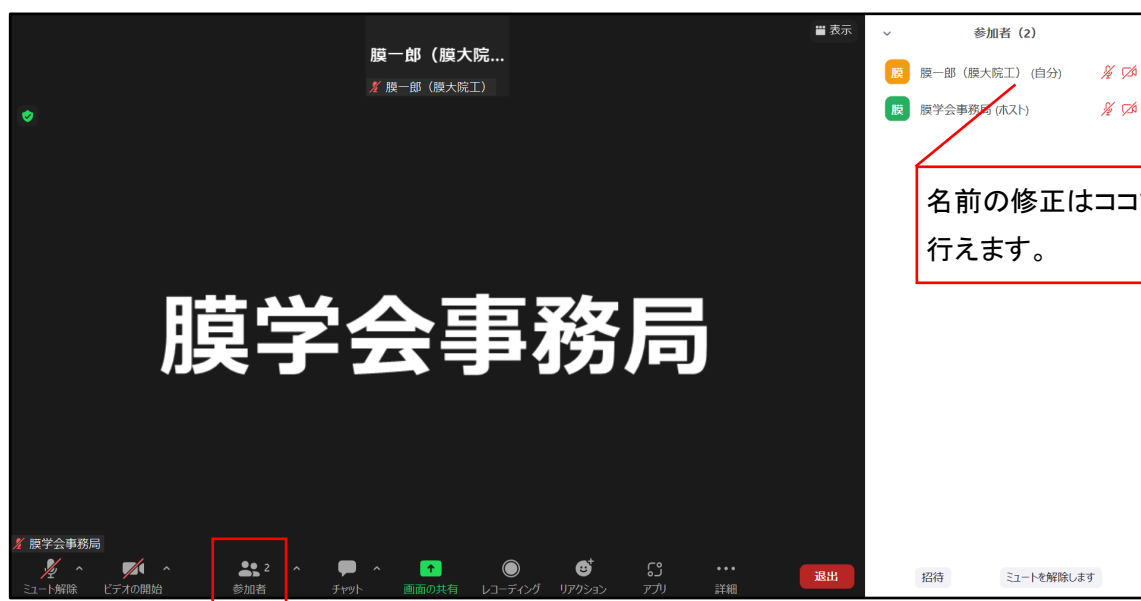 膜一郎（膜大院...
膜一郎（膜大院工）
表示
膜学会事務局
膜学会事務局
ミュート解除
ビデオの開始
2
参加者
チャット
画面の共有
レコーディング
リアクション
アプリ
詳細
退出
参加者（2）
膜 膜一郎（膜大院工） (自分)
膜 膜学会事務局 (ホスト)
名前の修正はココ
行えます。
招待
ミュートを解除します